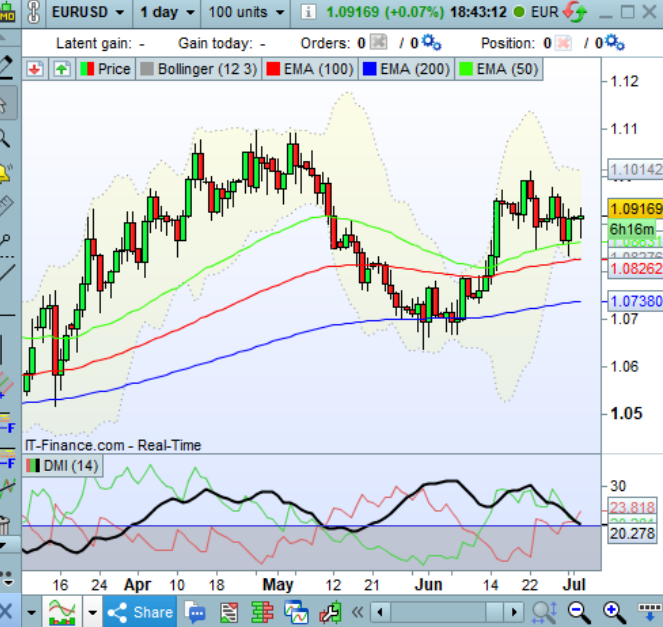 EURUSD 1 day 100 units i 1.09169 (+0.07%) 18:43:12 EUR
Latent gain: - Gain today: - Orders: 0 / 0 Position: 0 / 0
Price Bollinger (12 3) EMA (100) EMA (200) EMA (50)
1.12
1.11
1.10142
1.09169
6h16m
1.08262
1.07380
1.07
1.06
1.05
IT-Finance.com - Real-Time
DMI (14)
30
23.818
20.278
16 24 Apr 10 18 May 12 21 Jun 14 22 Jul
Share